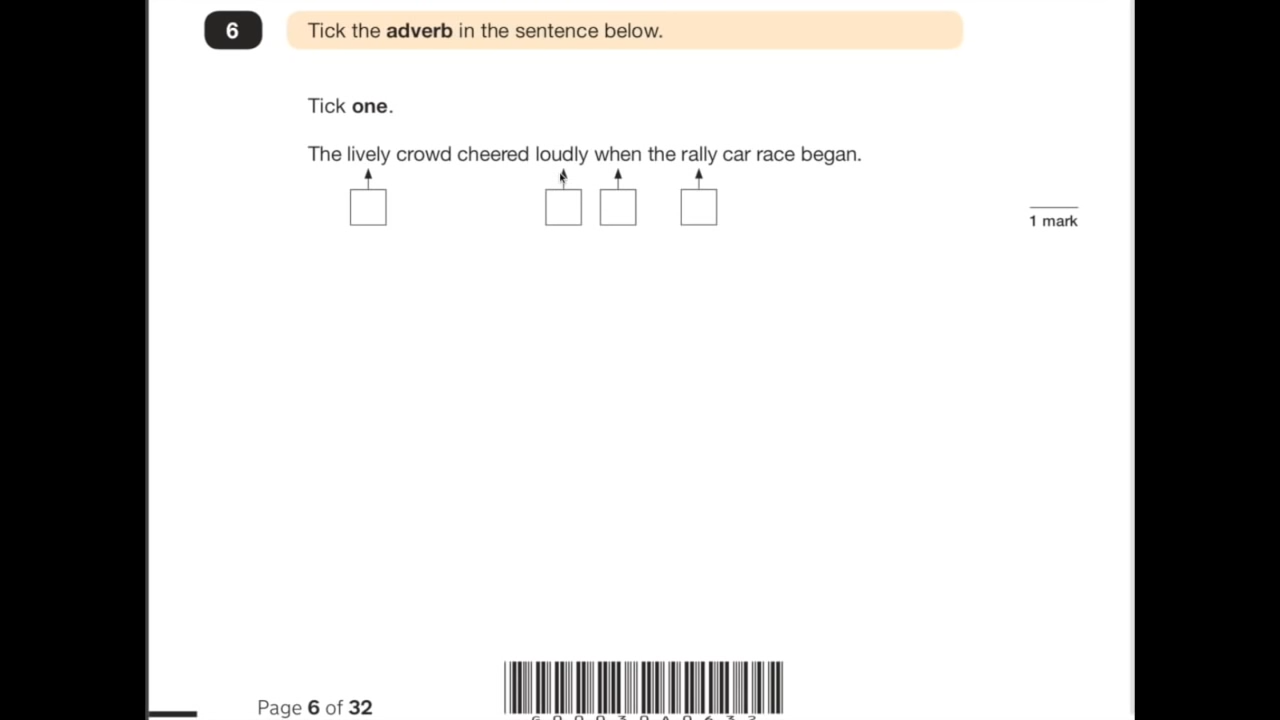 6
Tick the adverb in the sentence below.
Tick one.
The lively crowd cheered loudly when the rally car race began.
1 mark
Page 6 of 32